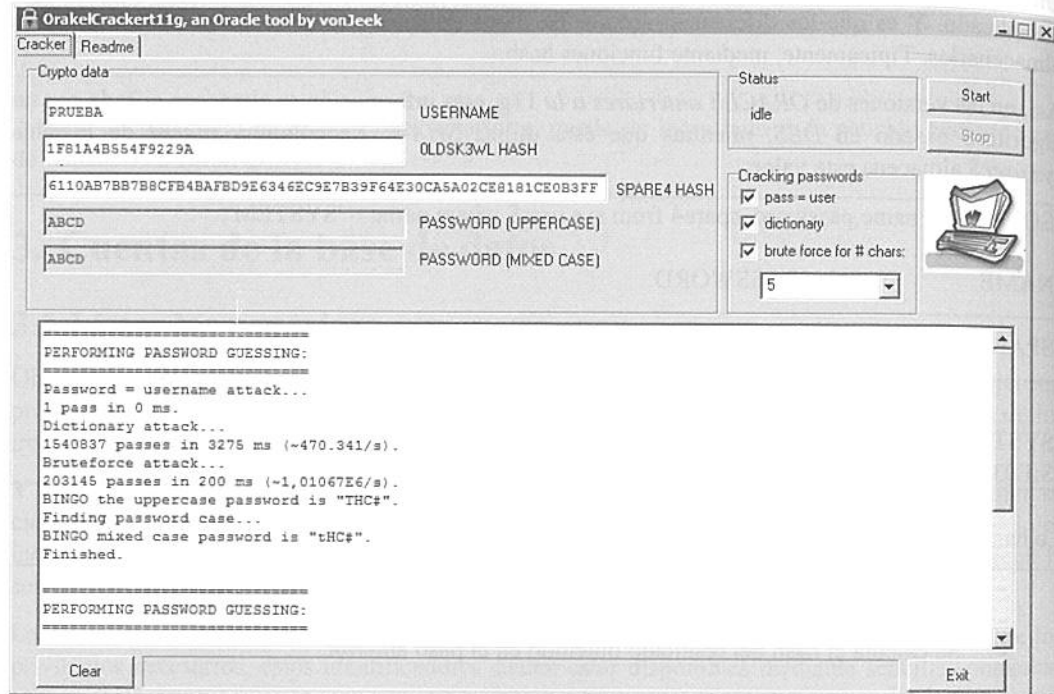 OrakelCrackert11g, an Oracle tool by vonJeek
Cracker Readme
Crypto data
PRUEBA USERNAME
1F81A4B554F9229A 0LDSK3WL HASH
6110AB7BB7B8CFB4BAFBD9E6346EC9E7B39F64E30CA5A02CE8181CE0B3FF SPARE4 HASH
ABCD PASSWORD (UPPERCASE)
ABCD PASSWORD (MIXED CASE)
Status
idle
Start
Stop
Cracking passwords
pass = user
dictionary
brute force for # chars:
5
==============================
PERFORMING PASSWORD GUESSING:
==============================
Password = username attack...
1 pass in 0 ms.
Dictionary attack...
1540837 passes in 3275 ms (~470.341/s).
Bruteforce attack...
203145 passes in 200 ms (~1,01067E6/s).
BINGO the uppercase password is "THC#".
Finding password case...
BINGO mixed case password is "tHC#".
Finished.
==============================
PERFORMING PASSWORD GUESSING:
==============================
Clear
Exit